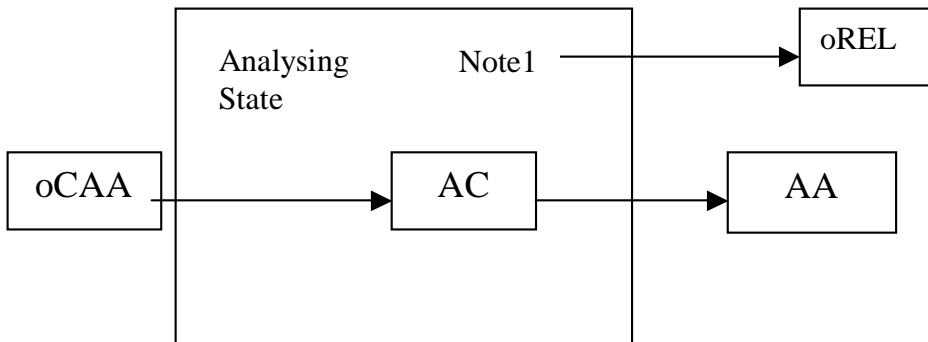 Analysing
State
Note1
oREL
oCAA
AC
AA